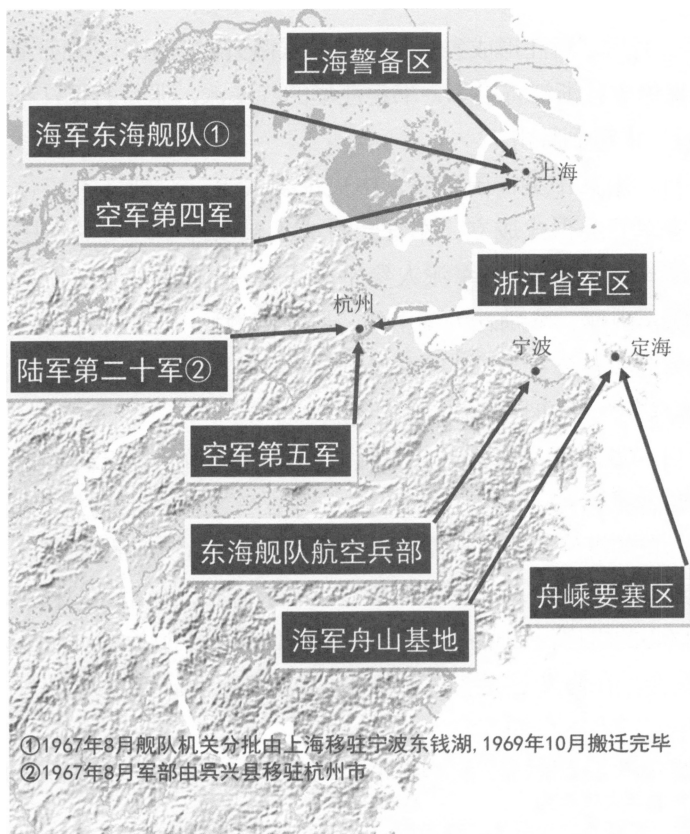 上海警备区
海军东海舰队①
上海
空军第四军
浙江省军区
杭州
宁波
定海
陆军第二十军②
空军第五军
东海舰队航空兵部
舟嵊要塞区
海军舟山基地
①1967年8月舰队机关分批由上海移驻宁波东钱湖,1969年10月搬迁完毕
②1967年8月军部由吳兴县移驻杭州市